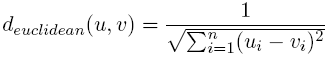 d_{euclidean}(u, v) = \frac{1}{\sqrt{\sum_{i=1}^{n}(u_i - v_i)^2}}